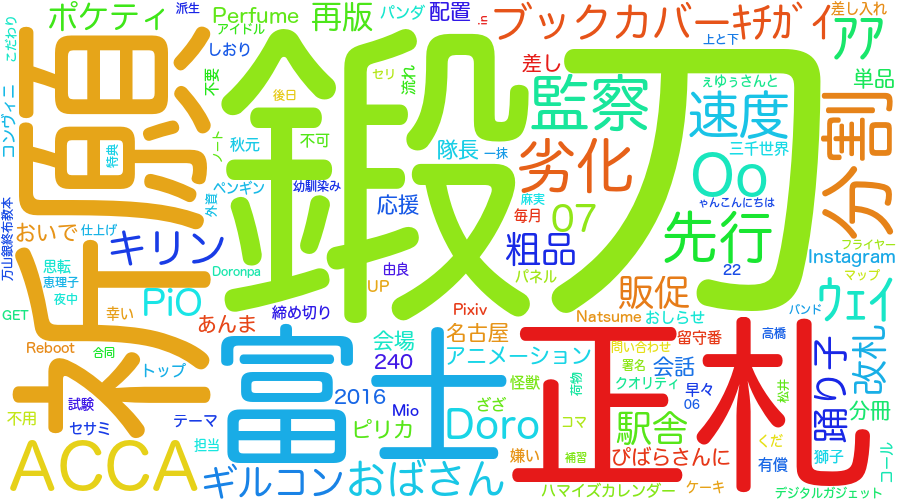 派生
パンダ
配置
.in
ブックカバーｷﾁｶﾞｲ
差し入れ
ポケティ
Perfume
再版
アイドル
しおり
こだわり
上と下
アア
単品
差し
コンヴィニ
不要
流れ
セリ
後日
祈願
鍛刀
監察
ぇゆぅさんと
速度
分割
特典
ノート
秋元
不可
隊長
一抹
劣化
三千世界
ペンギン
幼馴染み
応援
麻実
毎月
07
Oo
ゃんこんにちは
万山銀終布教本
仕上げ
外資
先行
フライヤー
おいで
キリン
粗品
思転
恵理子
夜中
Doronpa
由良
UP
パネル
22
Instagram
マップ
販促
GET
幸い
PiO
締め切り
Pixiv
Natsume
おしらせ
バンド
ウェイ
あんま
Reboot
合同
富士
会場
名古屋
正札
留守番
高橋
問い合わせ
トップ
240
アニメーション
署名
会話
踊り子
改札
2016
怪獣
荷物
クオリティ
早々
06
松井
不用
試験
セサミ
テーマ
Mio
ざざ
ピリカ
Doro
コマ
駅舎
分冊
くだ
ACCA
担当
ギルコン
おばさん
嫌い
補習
ぴばらさんに
有償
獅子
コール
ハマイズカレンダー
ケーキ
デジタルガジェット